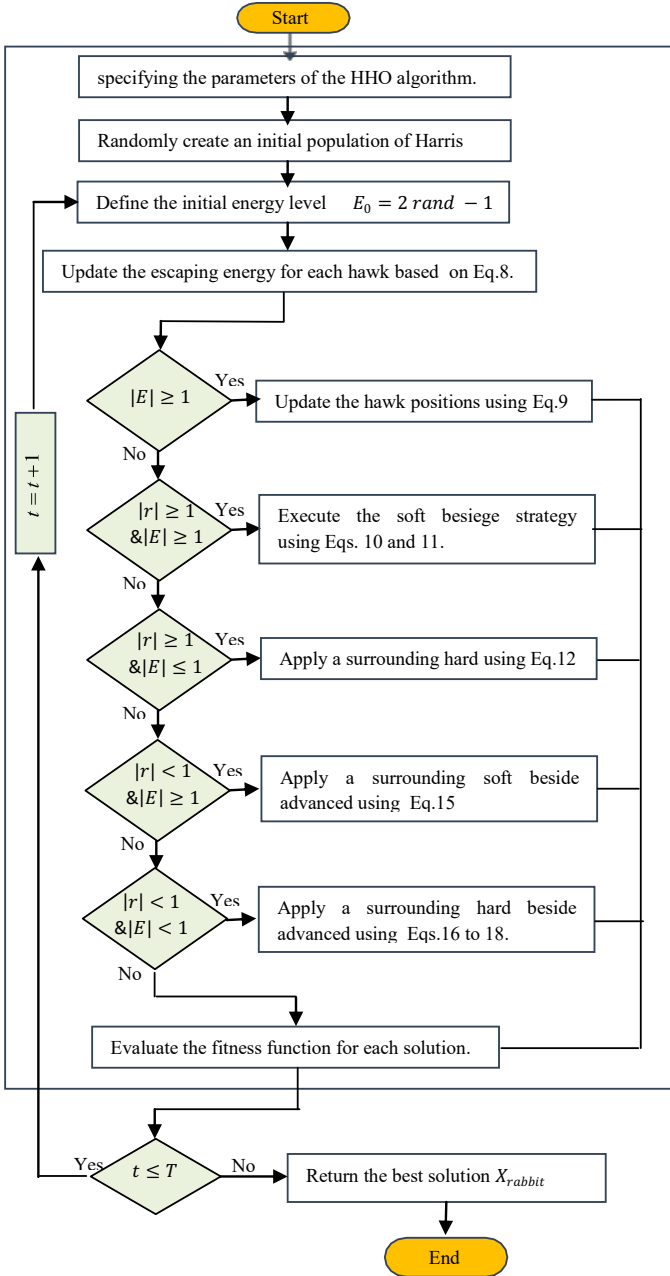 Start
specifying the parameters of the HHO algorithm.
Randomly create an initial population of Harris
Define the initial energy level E₀ = 2 rand − 1
Update the escaping energy for each hawk based on Eq.8.
|E| ≥ 1
Yes
Update the hawk positions using Eq.9
No
|r| ≥ 1
&|E| ≥ 1
Yes
Execute the soft besiege strategy
using Eqs. 10 and 11.
No
|r| ≥ 1
&|E| ≤ 1
Yes
Apply a surrounding hard using Eq.12
No
|r| < 1
&|E| ≥ 1
Yes
Apply a surrounding soft beside
advanced using Eq.15
No
|r| < 1
&|E| < 1
Yes
Apply a surrounding hard beside
advanced using Eqs.16 to 18.
No
Evaluate the fitness function for each solution.
t = t + 1
t ≤ T
Yes
No
Return the best solution X_rabbit
End